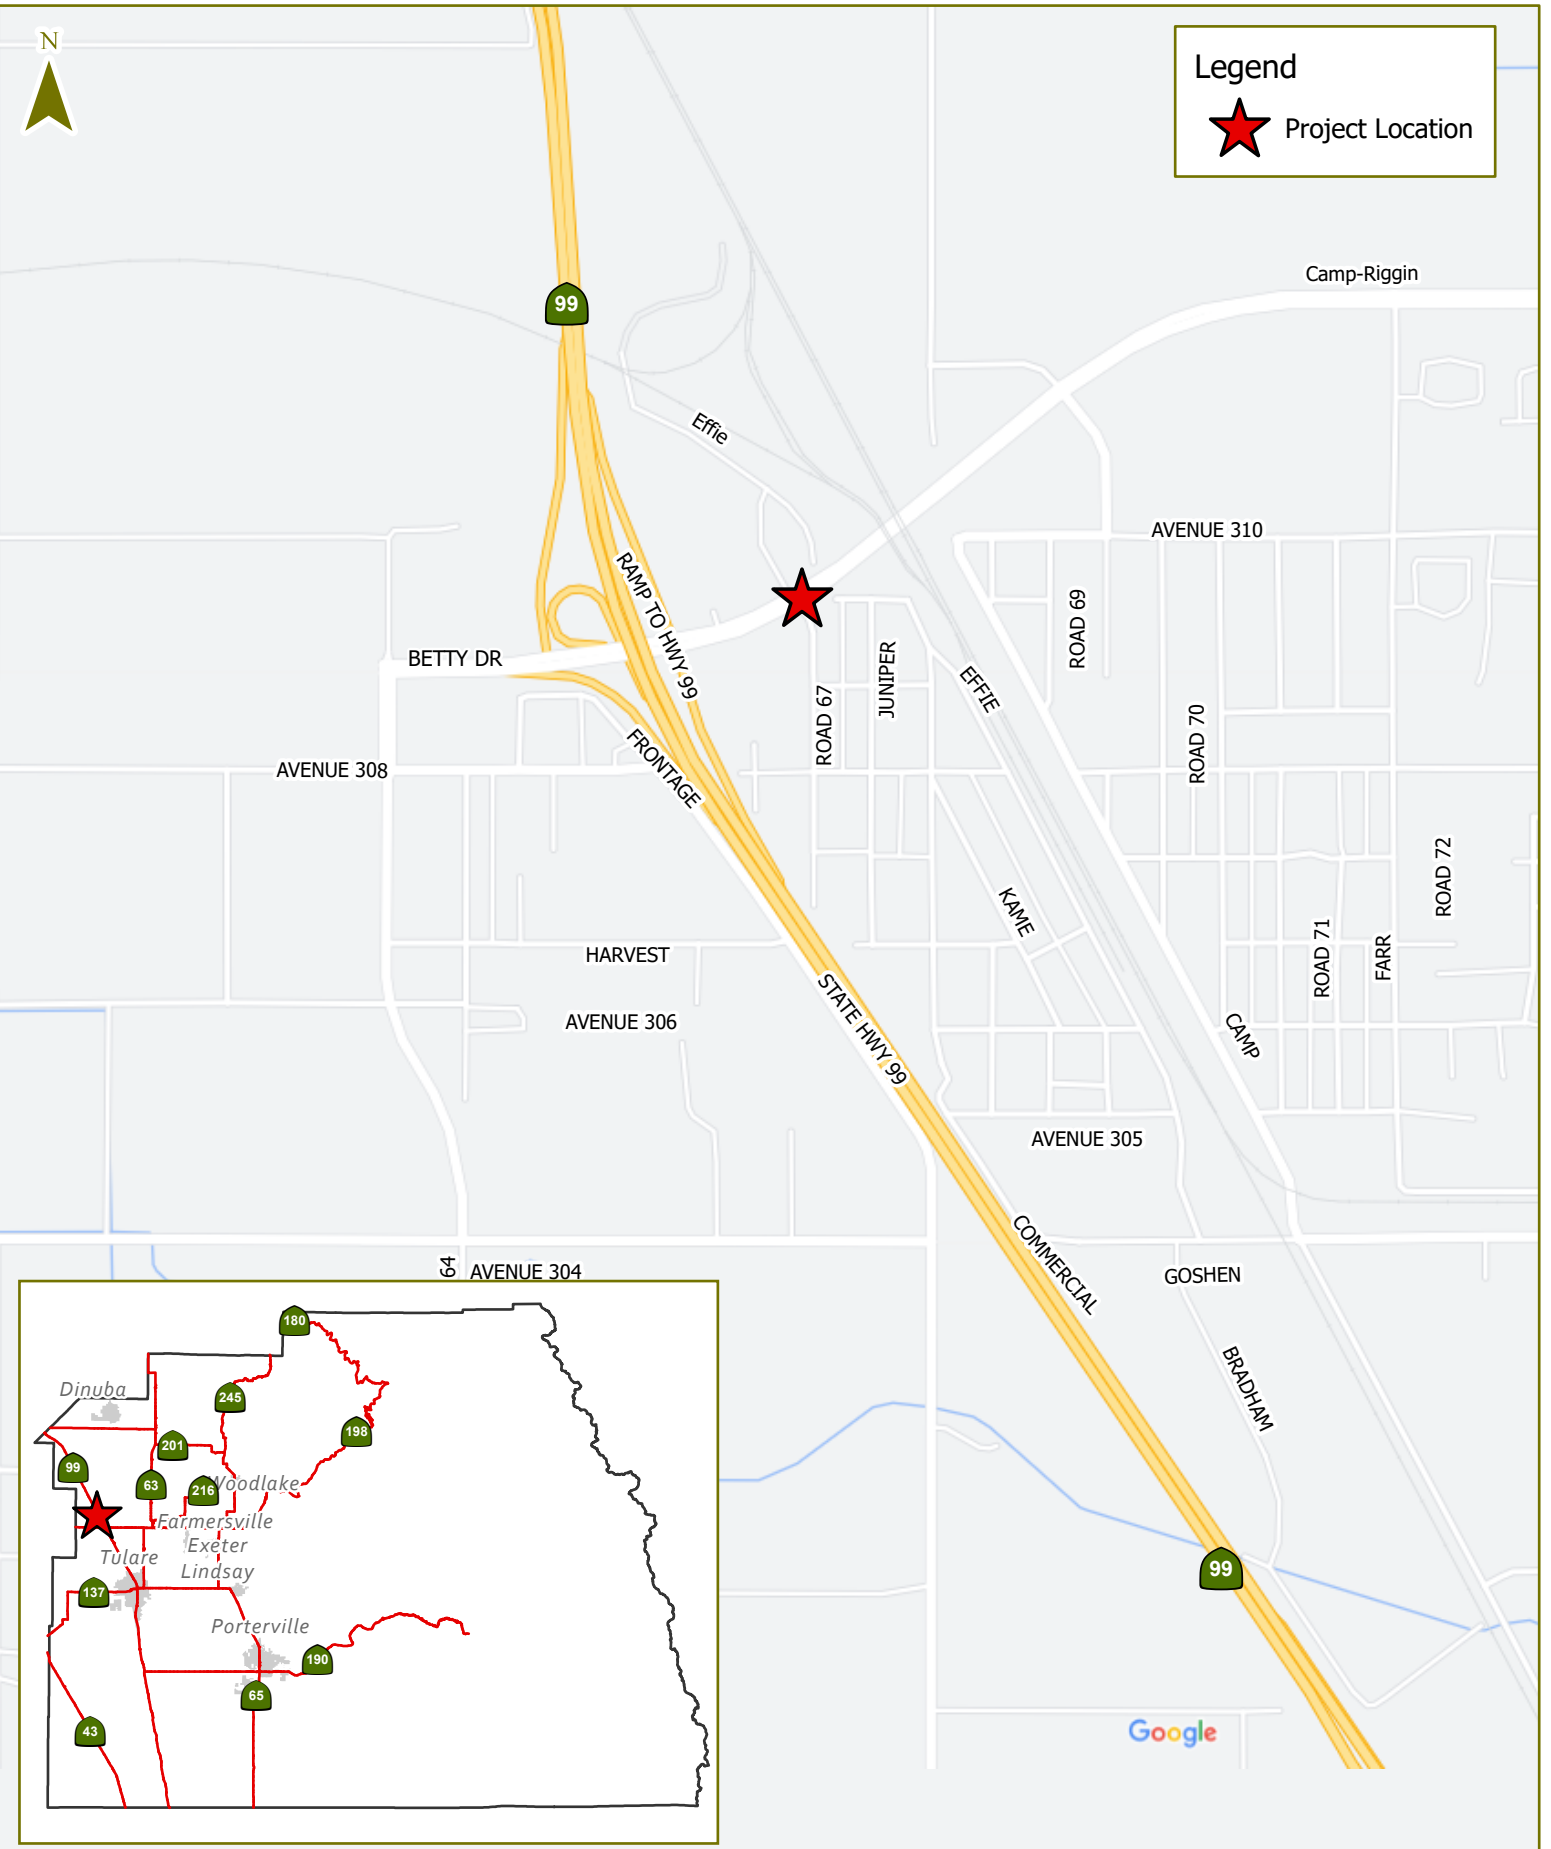 N
Legend
Project Location
Camp-Riggin
99
Effie
AVENUE 310
RAMP TO HWY 99
ROAD 69
BETTY DR
JUNIPER
EFFIE
ROAD 67
ROAD 70
FRONTAGE
AVENUE 308
ROAD 72
KAME
ROAD 71
FARR
HARVEST
STATE HWY 99
AVENUE 306
CAMP
AVENUE 305
COMMERCIAL
64
AVENUE 304
GOSHEN
BRADHAM
99
Google
180
Dinuba
245
198
201
99
63
216
Woodlake
Farmersville
Exeter
Tulare
Lindsay
137
Porterville
190
65
43